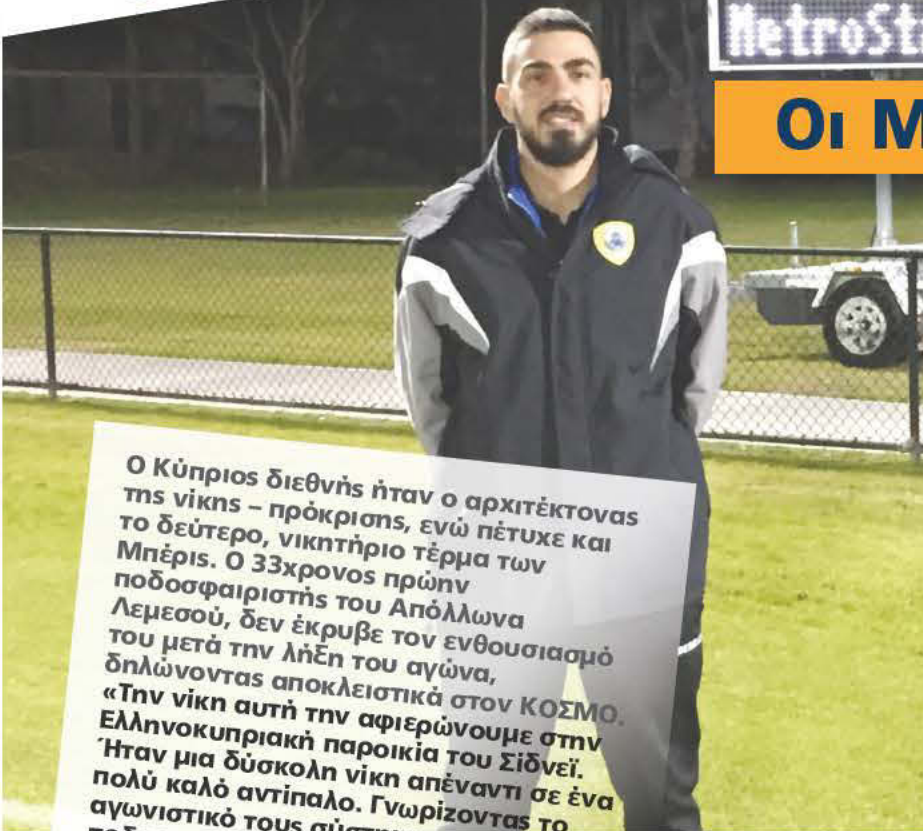 MetroSt
Οι Μ
Ο Κύπριος διεθνής ήταν ο αρχιτέκτονας
της νίκης – πρόκρισης, ενώ πέτυχε και
το δεύτερο, νικητήριο τέρμα των
Μπέρις. Ο 33χρονος πρώην
ποδοσφαιριστής του Απόλλωνα
Λεμεσού, δεν έκρυβε τον ενθουσιασμό
του μετά την λήξη του αγώνα,
δηλώνοντας αποκλειστικά στον ΚΟΣΜΟ.
«Την νίκη αυτή την αφιερώνουμε στην
Ελληνοκυπριακή παροικία του Σίδνεϊ.
Ήταν μια δύσκολη νίκη απέναντι σε ένα
πολύ καλό αντίπαλο. Γνωρίζοντας το
αγωνιστικό τους